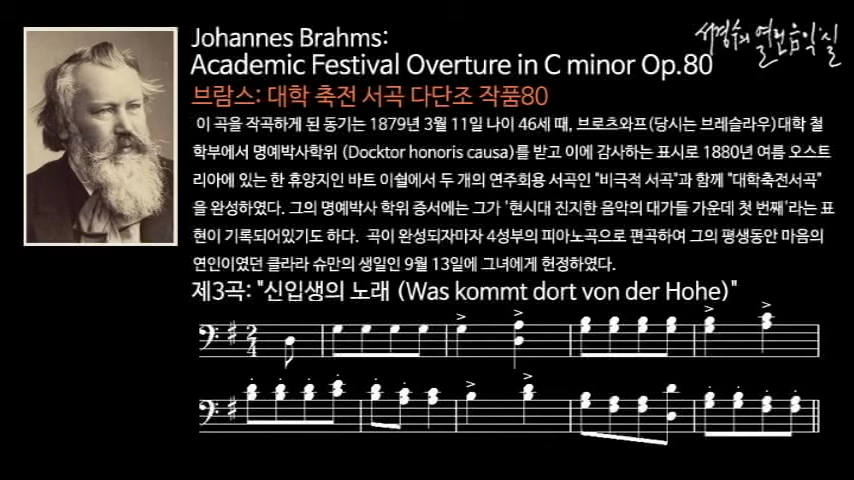 서경수의 열린음악실
Johannes Brahms:
Academic Festival Overture in C minor Op.80
브람스: 대학 축전 서곡 다단조 작품80
이 곡을 작곡하게 된 동기는 1879년 3월 11일 나이 46세 때, 브로츠와프(당시는 브레슬라우)대학 철
학부에서 명예박사학위 (Docktor honoris causa)를 받고 이에 감사하는 표시로 1880년 여름 오스트
리아에 있는 한 휴양지인 바트 이쉘에서 두 개의 연주회용 서곡인 "비극적 서곡"과 함께 "대학축전서곡"
을 완성하였다. 그의 명예박사 학위 증서에는 그가 '현시대 진지한 음악의 대가들 가운데 첫 번째'라는 표
현이 기록되어있기도 하다. 곡이 완성되자마자 4성부의 피아노곡으로 편곡하여 그의 평생동안 마음의
연인이였던 클라라 슈만의 생일인 9월 13일에 그녀에게 헌정하였다.
제3곡: "신입생의 노래 (Was kommt dort von der Hohe)"
2
4